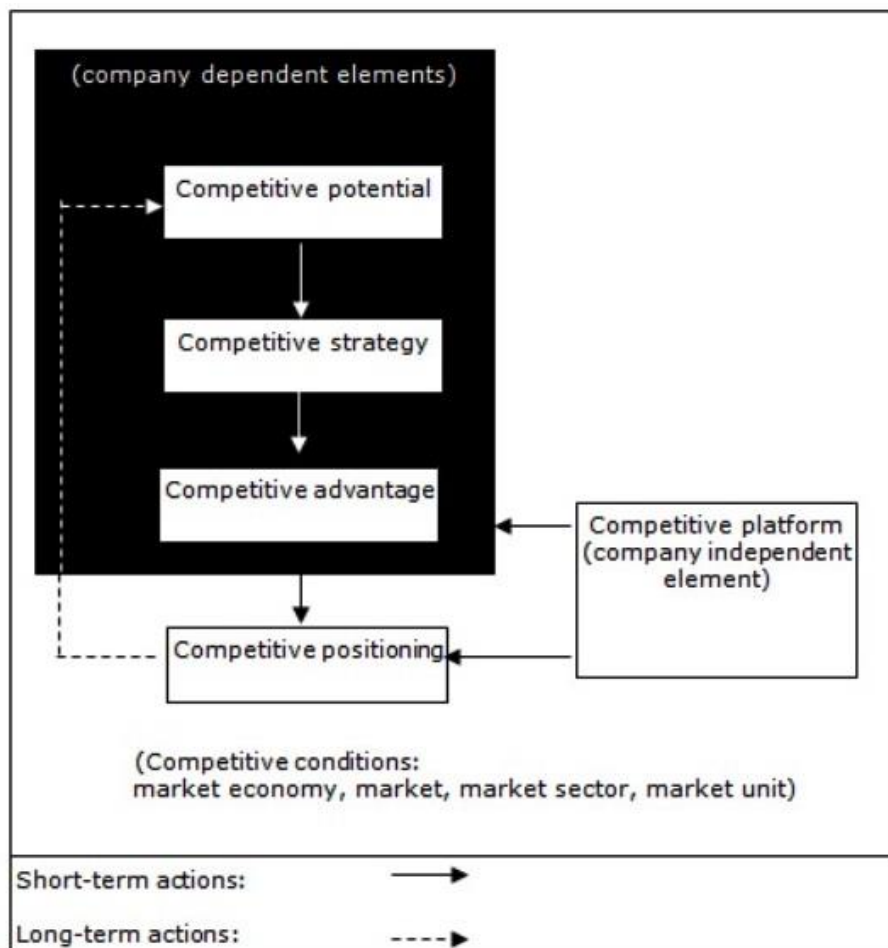 (company dependent elements)
Competitive potential
Competitive strategy
Competitive advantage
Competitive platform
(company independent
element)
Competitive positioning
(Competitive conditions:
market economy, market, market sector, market unit)
Short-term actions:
Long-term actions: